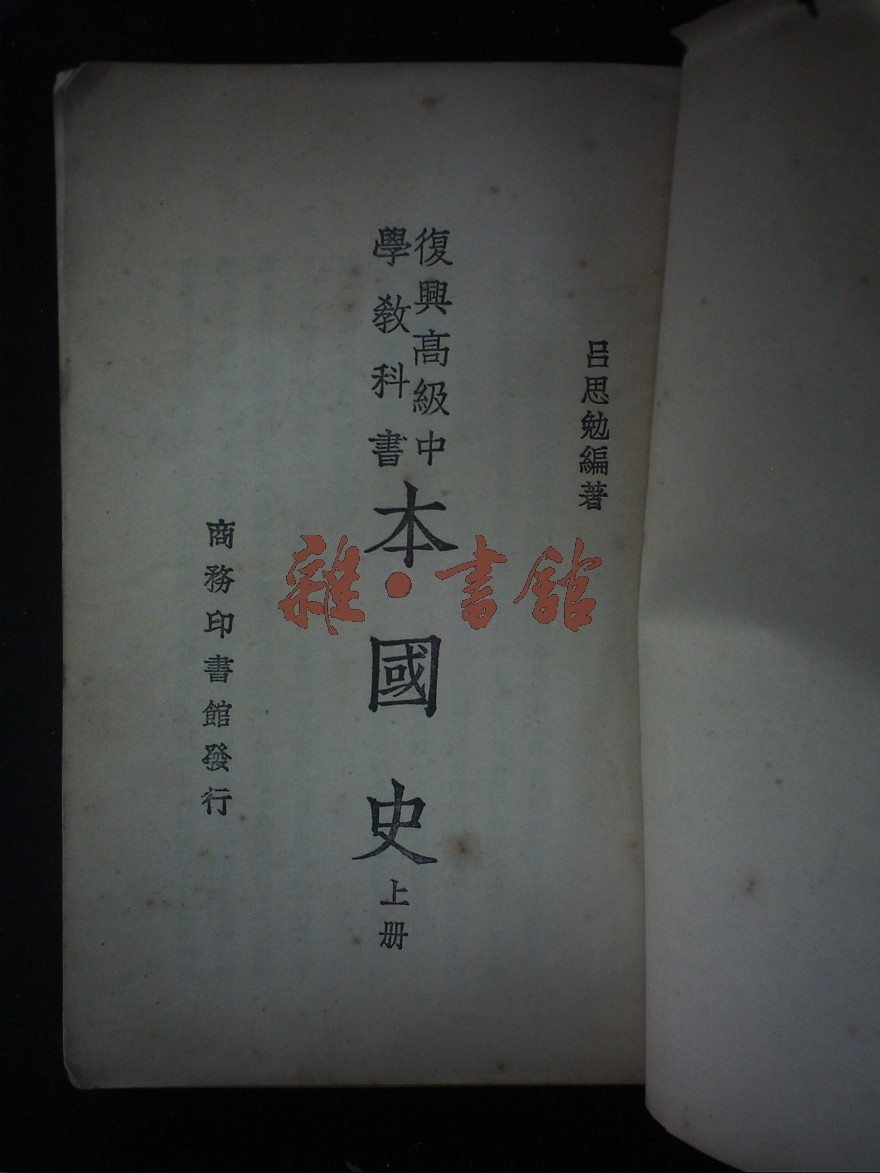 呂思勉編著
復興高級中
學教科書
本國史
上册
商務印書館發行
雜·書館